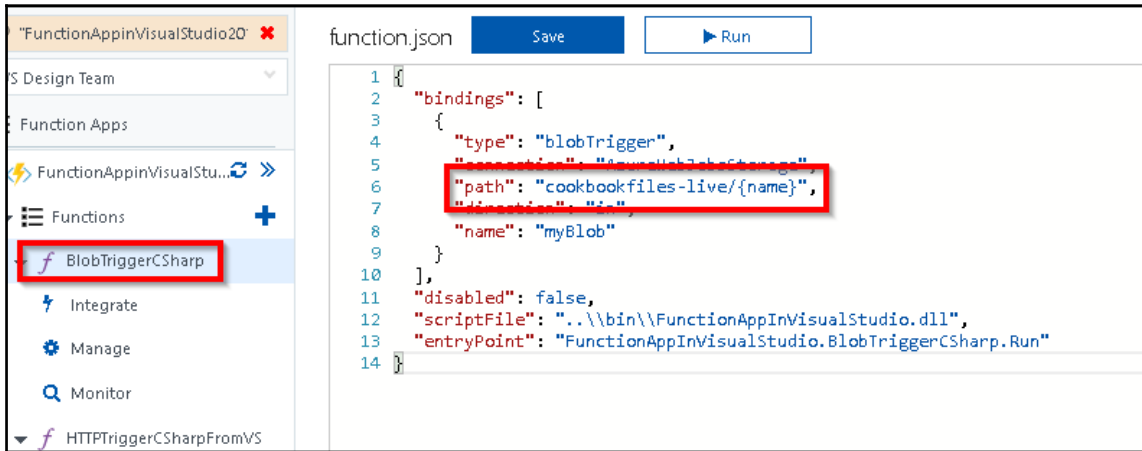 "FunctionAppinVisualStudio20
VS Design Team
Function Apps
FunctionAppinVisualStu...
Functions
BlobTriggerCSharp
Integrate
Manage
Monitor
HTTPTriggerCSharpFromVS
function.json Save Run
1 {
2 "bindings": [
3 {
4 "type": "blobTrigger",
5 "connection": "AzureWebJobsStorage",
6 "path": "cookbookfiles-live/{name}",
7 "direction": "in",
8 "name": "myBlob"
9 }
10 ],
11 "disabled": false,
12 "scriptFile": "..\\bin\\FunctionAppInVisualStudio.dll",
13 "entryPoint": "FunctionAppInVisualStudio.BlobTriggerCSharp.Run"
14 }